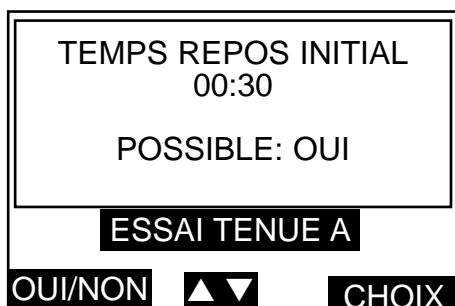 TEMPS REPOS INITIAL
00:30
POSSIBLE: OUI
ESSAI TENUE A
OUI/NON ▲ ▼ CHOIX